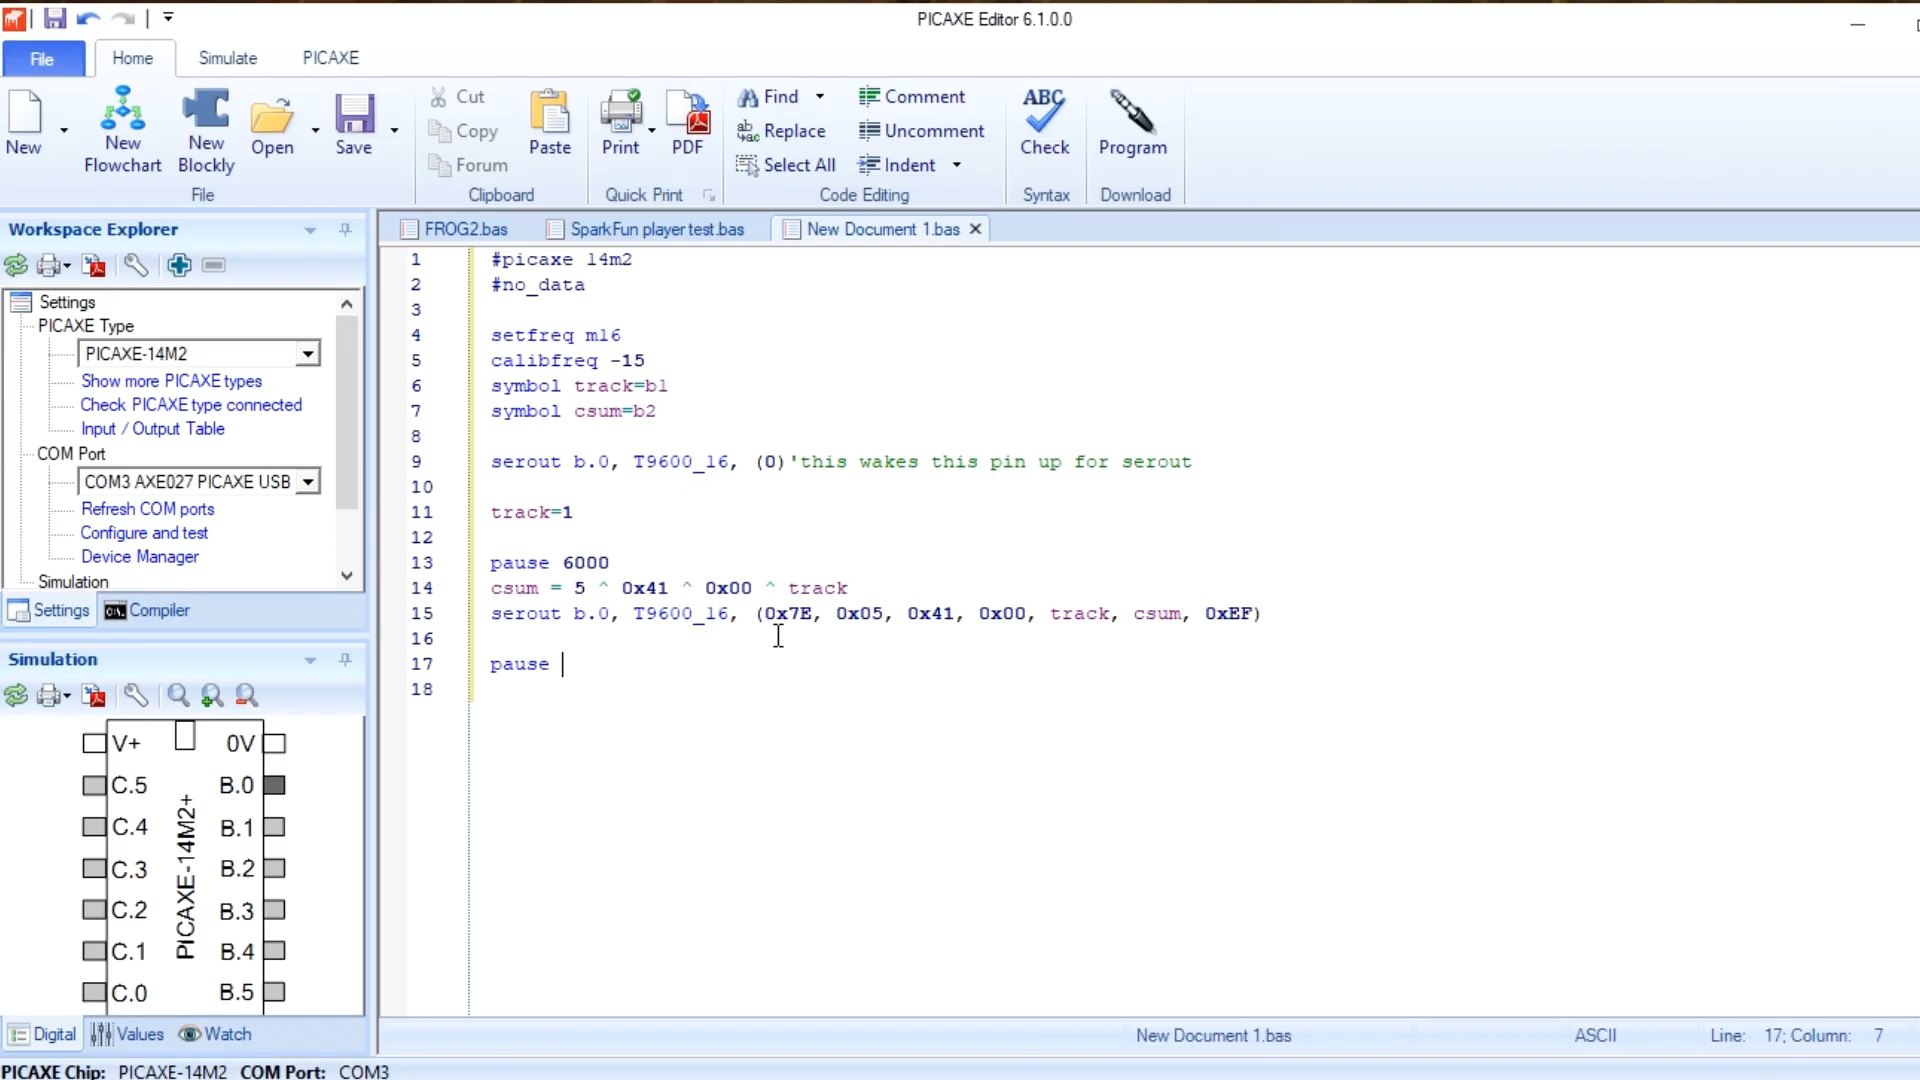 PICAXE Editor 6.1.0.0
File Home Simulate PICAXE
New
New Flowchart
New Blockly
Open
Save
File
Cut
Copy
Forum
Paste
Clipboard
Print
PDF
Quick Print
Find
Replace
Select All
Comment
Uncomment
Indent
Code Editing
ABC
Check
Syntax
Program
Download
Workspace Explorer
Settings
PICAXE Type
PICAXE-14M2
Show more PICAXE types
Check PICAXE type connected
Input / Output Table
COM Port
COM3 AXE027 PICAXE USB
Refresh COM ports
Configure and test
Device Manager
Simulation
Settings Compiler
Simulation
V+ 0V
C.5 B.0
C.4 B.1
C.3 B.2
C.2 B.3
C.1 B.4
C.0 B.5
PICAXE-14M2+
Digital Values Watch
FROG2.bas SparkFun player test.bas New Document 1.bas
1 #picaxe 14m2
2 #no_data
3
4 setfreq m16
5 calibfreq -15
6 symbol track=b1
7 symbol csum=b2
8
9 serout b.0, T9600_16, (0)'this wakes this pin up for serout
10
11 track=1
12
13 pause 6000
14 csum = 5 ^ 0x41 ^ 0x00 ^ track
15 serout b.0, T9600_16, (0x7E, 0x05, 0x41, 0x00, track, csum, 0xEF)
16
17 pause
18
New Document 1.bas ASCII Line: 17; Column: 7
PICAXE Chip: PICAXE-14M2 COM Port: COM3